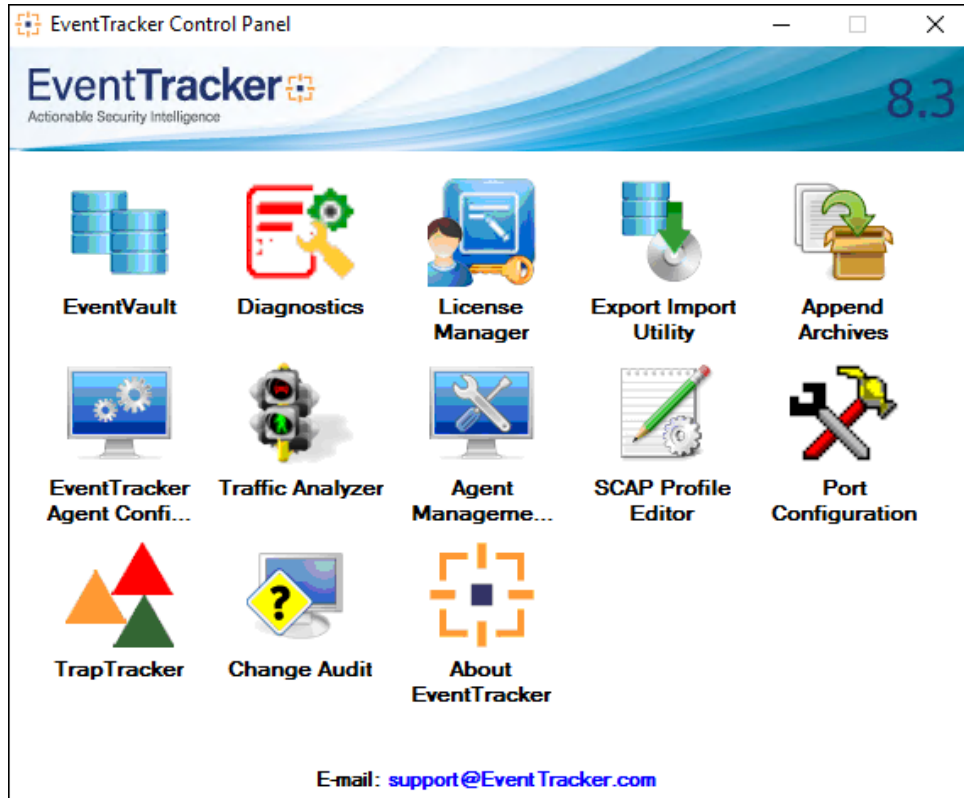 EventTracker Control Panel
EventTracker
Actionable Security Intelligence
8.3
EventVault
Diagnostics
License
Manager
Export Import
Utility
Append
Archives
EventTracker
Agent Confi...
Traffic Analyzer
Agent
Manageme...
SCAP Profile
Editor
Port
Configuration
TrapTracker
Change Audit
About
EventTracker
E-mail: support@EventTracker.com